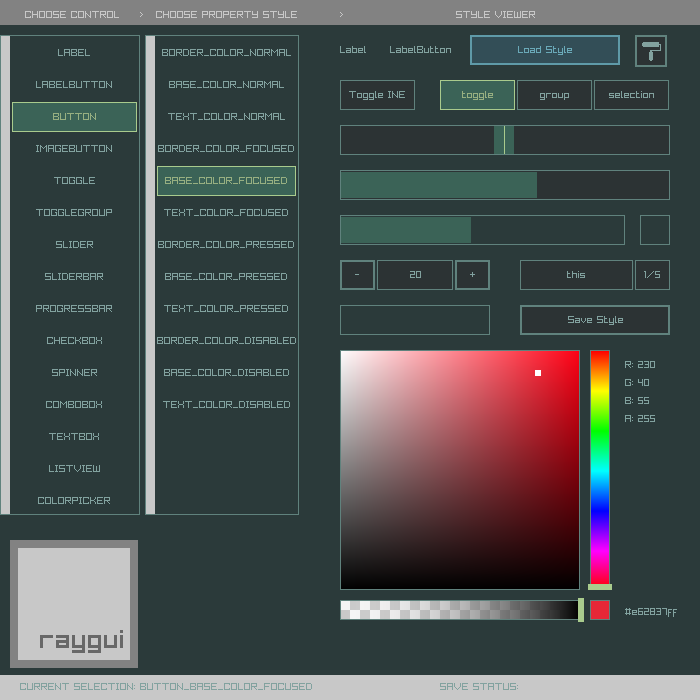 CHOOSE CONTROL > CHOOSE PROPERTY STYLE > STYLE VIEWER
LABEL
LABELBUTTON
BUTTON
IMAGEBUTTON
TOGGLE
TOGGLEGROUP
SLIDER
SLIDERBAR
PROGRESSBAR
CHECKBOX
SPINNER
COMBOBOX
TEXTBOX
LISTVIEW
COLORPICKER
BORDER_COLOR_NORMAL
BASE_COLOR_NORMAL
TEXT_COLOR_NORMAL
BORDER_COLOR_FOCUSED
BASE_COLOR_FOCUSED
TEXT_COLOR_FOCUSED
BORDER_COLOR_PRESSED
BASE_COLOR_PRESSED
TEXT_COLOR_PRESSED
BORDER_COLOR_DISABLED
BASE_COLOR_DISABLED
TEXT_COLOR_DISABLED
Label LabelButton Load Style
Toggle INE toggle group selection
- 20 + this 1/5
Save Style
R: 230
G: 40
B: 55
A: 255
#e62837ff
raygui
CURRENT SELECTION: BUTTON_BASE_COLOR_FOCUSED SAVE STATUS: